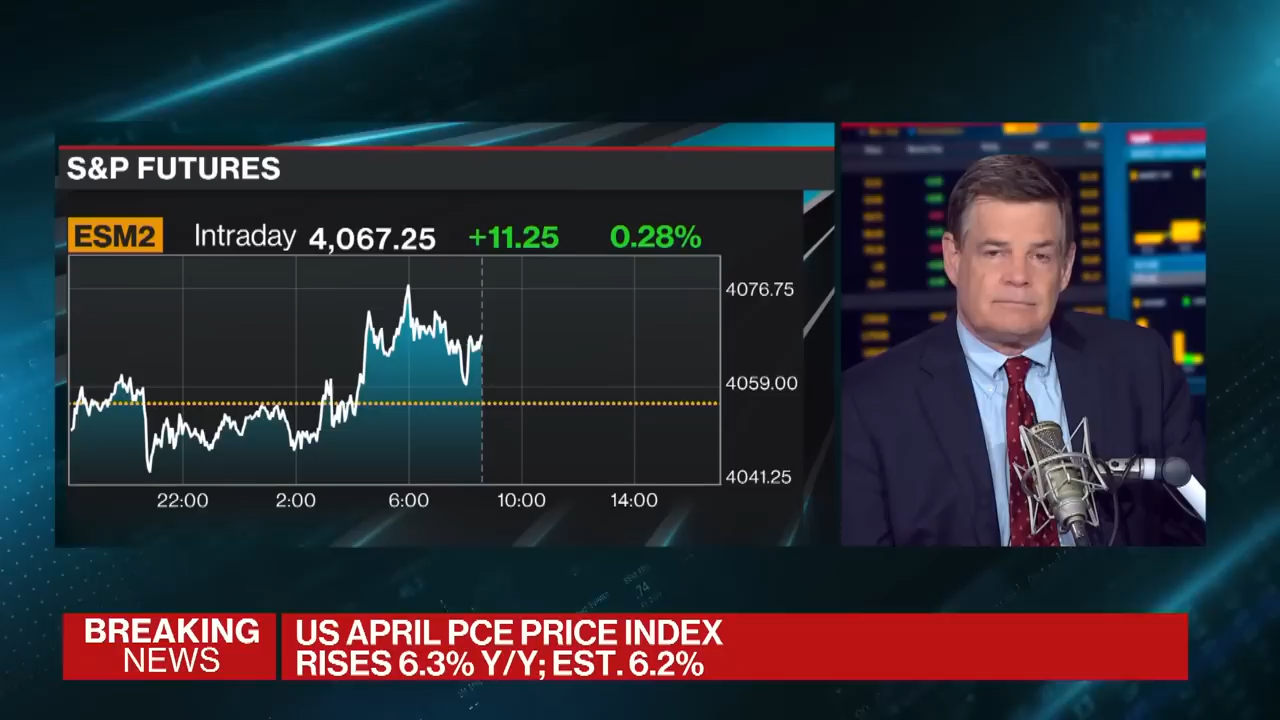 S&P FUTURES
ESM2 Intraday 4,067.25 +11.25 0.28%
4076.75
4059.00
4041.25
22:00 2:00 6:00 10:00 14:00
BREAKING NEWS
US APRIL PCE PRICE INDEX
RISES 6.3% Y/Y; EST. 6.2%